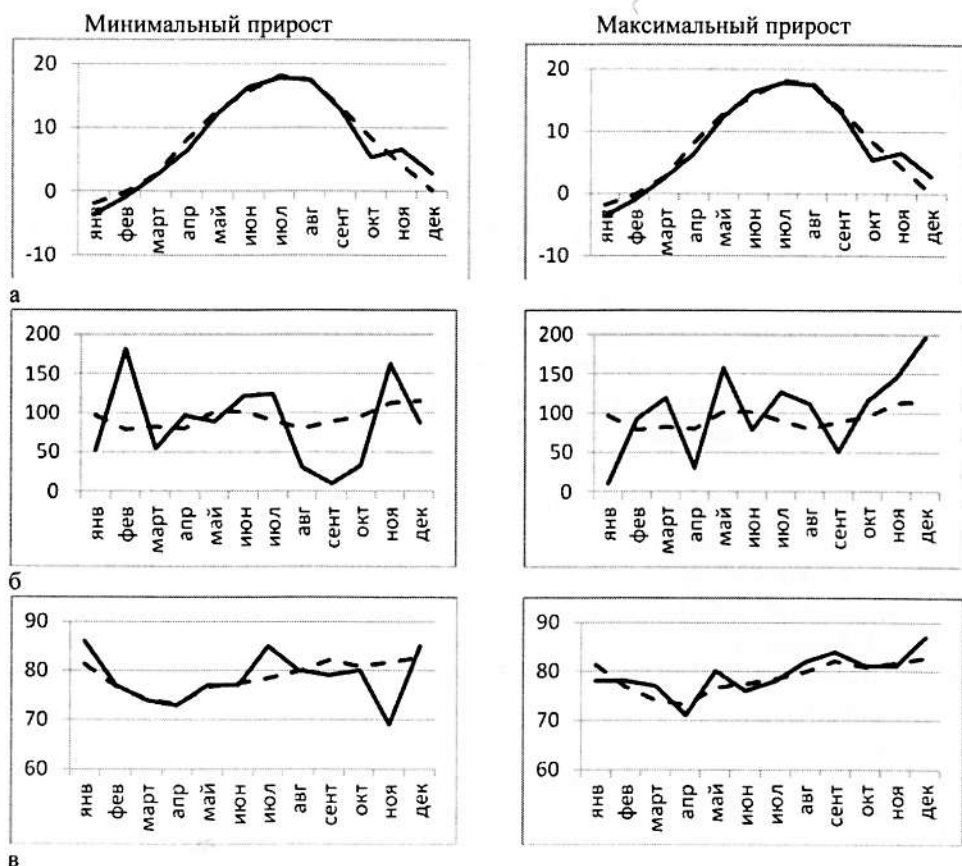 Минимальный прирост Максимальный прирост
20 20
10 10
0 0
-10 -10
янв фев март апр май июн июл авг сент окт ноя дек янв фев март апр май июн июл авг сент окт ноя дек
а
200 200
150 150
100 100
50 50
0 0
янв фев март апр май июн июл авг сент окт ноя дек янв фев март апр май июн июл авг сент окт ноя дек
б
90 90
80 80
70 70
60 60
янв фев март апр май июн июл авг сент окт ноя дек янв фев март апр май июн июл авг сент окт ноя дек
в